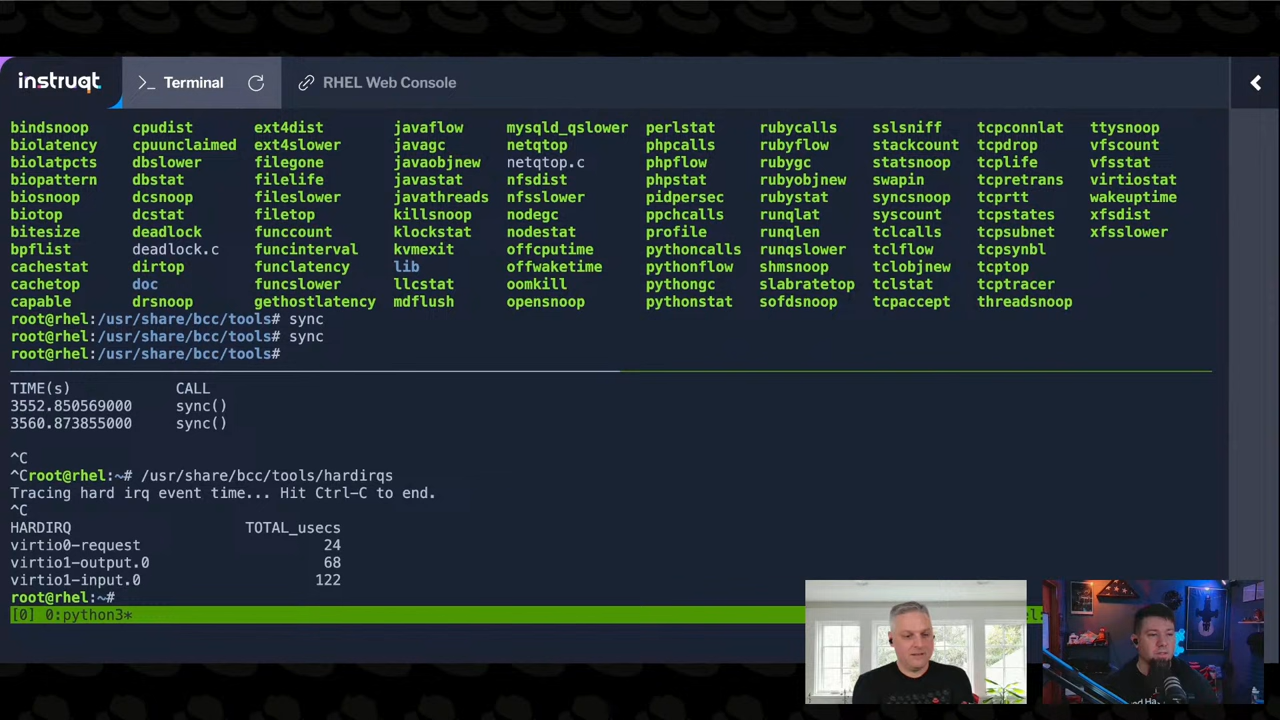 instruqt >_ Terminal RHEL Web Console
bindsnoop cpudist ext4dist javaflow mysqld_qslower perlstat rubycalls sslsniff tcpconnlat ttysnoop
biolatency cpuunclaimed ext4slower javagc netqtop phpcalls rubyflow stackcount tcpdrop vfscount
biolatpcts dbslower filegone javaobjnew netqtop.c phpflow rubygc statsnoop tcplife vfsstat
biopattern dbstat filelife javastat nfsdist phpstat rubyobjnew swapin tcpretrans virtiostat
biosnoop dcsnoop fileslower javathreads nfsslower pidpersec rubystat syncsnoop tcprtt wakeuptime
biotop dcstat filetop killsnoop nodegc ppchcalls runqlat syscount tcpstates xfsdist
bitesize deadlock funccount klockstat nodestat profile runqlen tclcalls tcpsubnet xfsslower
bpflist deadlock.c funcinterval kvmexit offcputime pythoncalls runqslower tclflow tcpsynbl
cachestat dirtop funclatency lib offwaketime pythonflow shmsnoop tclobjnew tcptop
cachetop doc funcslower llcstat oomkill pythongc slabratetop tclstat tcptracer
capable drsnoop gethostlatency mdflush opensnoop pythonstat sofdsnoop tcpaccept threadsnoop
root@rhel:/usr/share/bcc/tools# sync
root@rhel:/usr/share/bcc/tools# sync
root@rhel:/usr/share/bcc/tools#
TIME(s) CALL
3552.850569000 sync()
3560.873855000 sync()
^C
^Croot@rhel:~# /usr/share/bcc/tools/hardirqs
Tracing hard irq event time... Hit Ctrl-C to end.
^C
HARDIRQ TOTAL_usecs
virtio0-request 24
virtio1-output.0 68
virtio1-input.0 122
root@rhel:~#
[0] 0:python3*